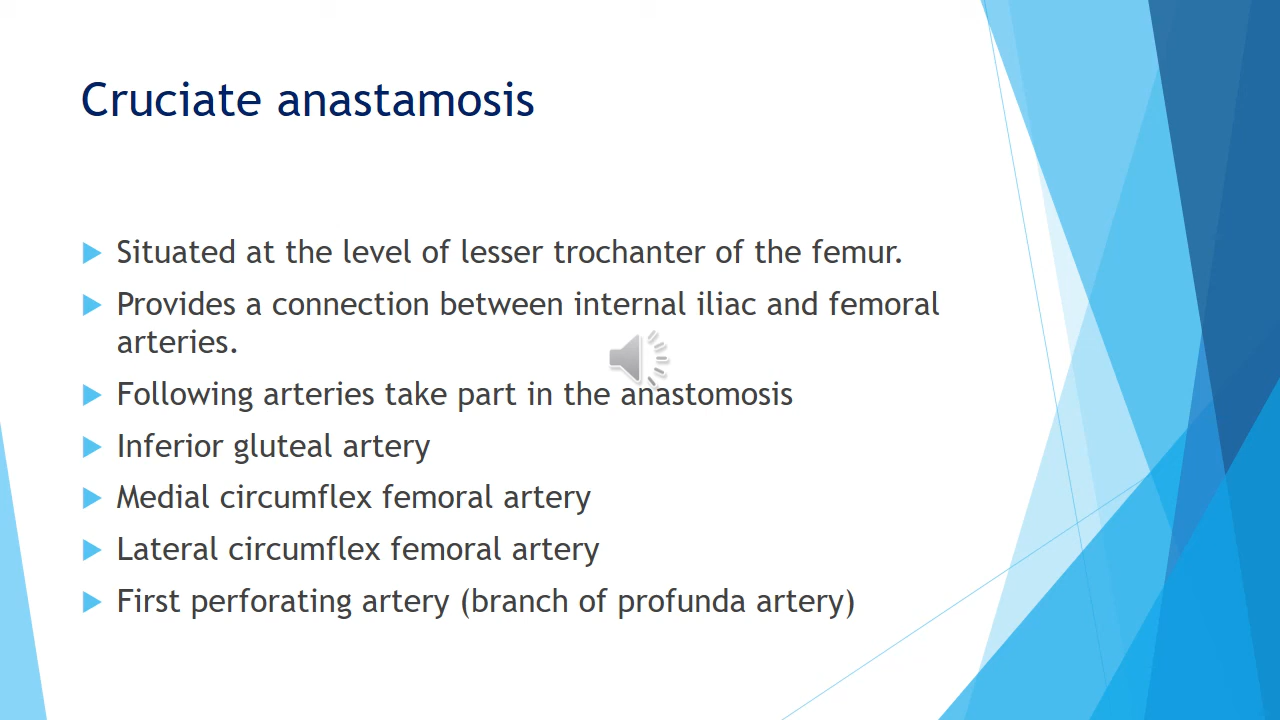 Cruciate anastamosis
Situated at the level of lesser trochanter of the femur.
Provides a connection between internal iliac and femoral
arteries.
Following arteries take part in the anastomosis
Inferior gluteal artery
Medial circumflex femoral artery
Lateral circumflex femoral artery
First perforating artery (branch of profunda artery)